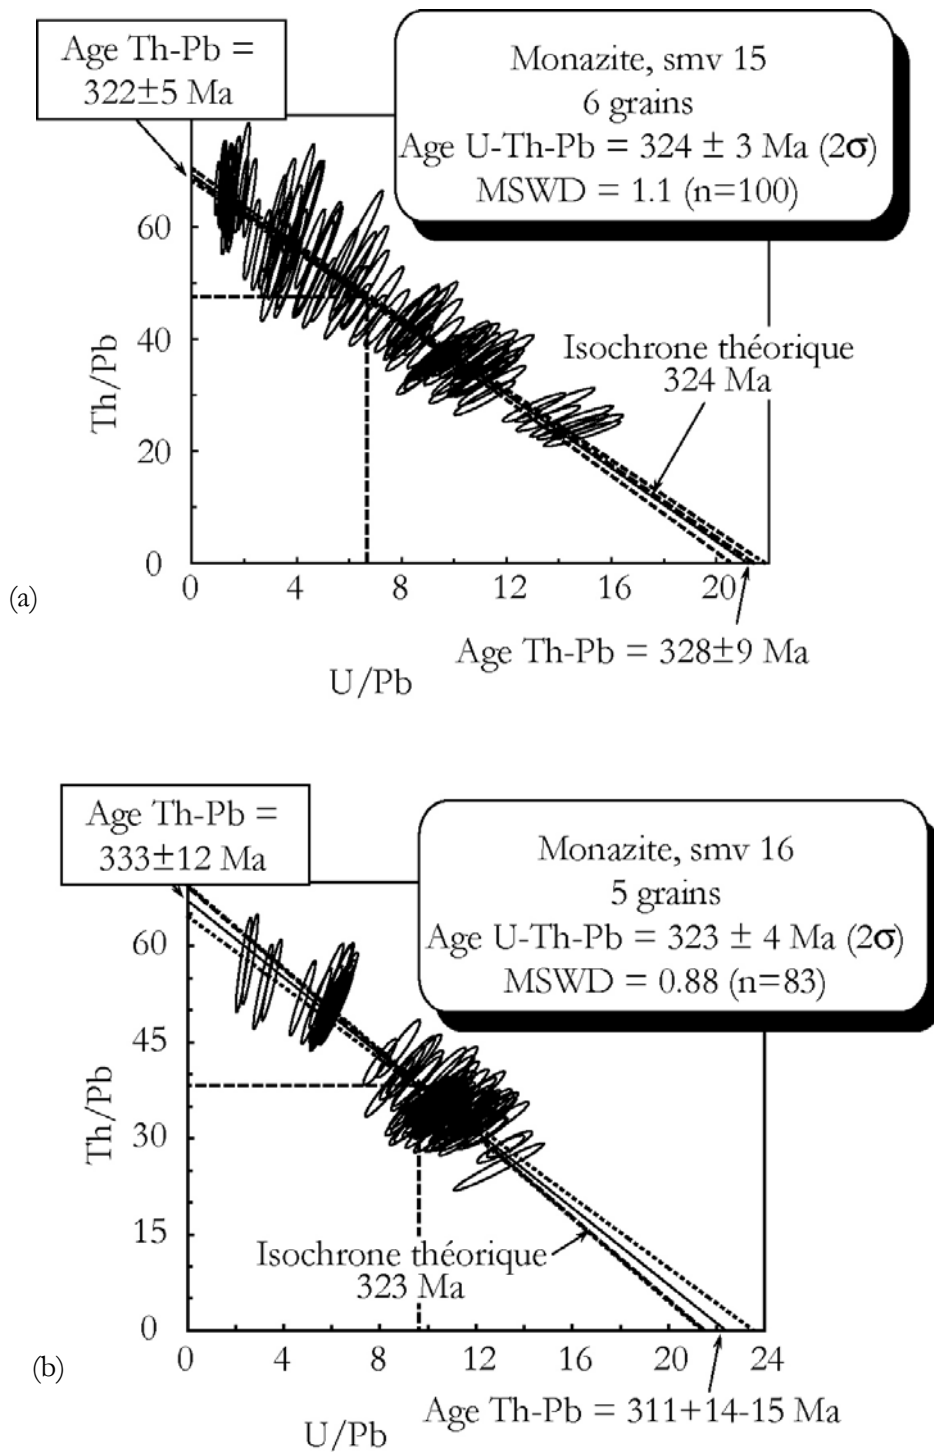 Age Th-Pb =
322±5 Ma
Monazite, smv 15
6 grains
Age U-Th-Pb = 324 ± 3 Ma (2σ)
MSWD = 1.1 (n=100)
60
40
20
0
Th/Pb
Isochrone théorique
324 Ma
0 4 8 12 16 20
(a)
Age Th-Pb = 328±9 Ma
U/Pb
Age Th-Pb =
333±12 Ma
Monazite, smv 16
5 grains
Age U-Th-Pb = 323 ± 4 Ma (2σ)
MSWD = 0.88 (n=83)
60
45
30
15
0
Th/Pb
Isochrone théorique
323 Ma
0 4 8 12 16 20 24
(b)
Age Th-Pb = 311+14-15 Ma
U/Pb